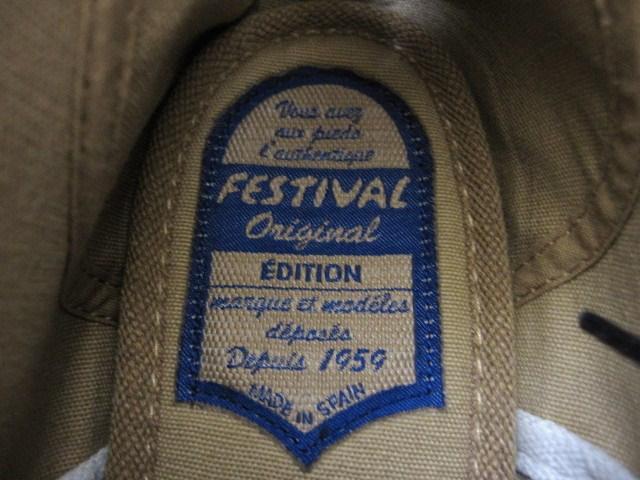 Vous avez
aux pieds
l'authentique
FESTIVAL
Original
ÉDITION
marque et modèles
déposés
Depuis 1959
MADE IN SPAIN